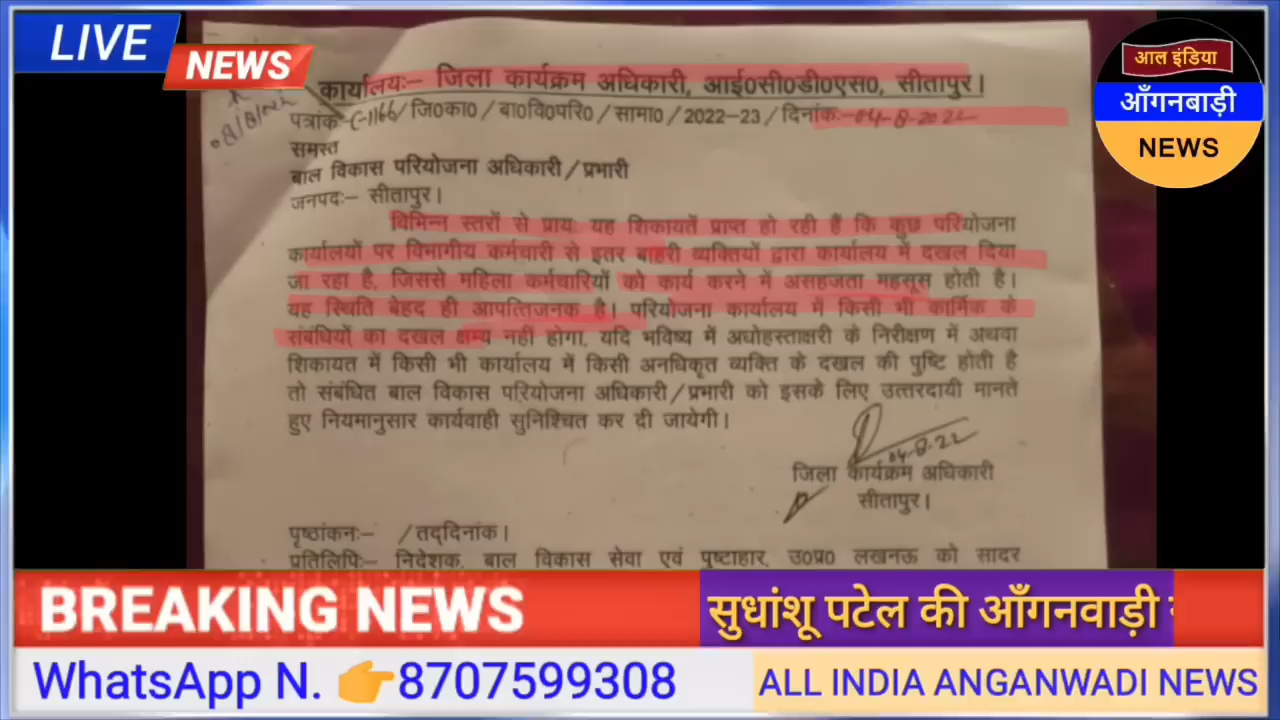 LIVE
NEWS
आल इंडिया
आँगनबाड़ी
NEWS
कार्यालयः– जिला कार्यक्रम अधिकारी, आई0सी0डी0एस0, सीतापुर।
पत्रांकः-C-1166/ जि0का0 / बा0वि0परि0 / सामा0 / 2022-23 / दिनांकः-04-8-2022
समस्त
बाल विकास परियोजना अधिकारी / प्रभारी
जनपदः– सीतापुर।
विभिन्न स्तरों से प्रायः यह शिकायतें प्राप्त हो रही हैं कि कुछ परियोजना
कार्यालयों पर विभागीय कर्मचारी से इतर बाहरी व्यक्तियों द्वारा कार्यालय में दखल दिया
जा रहा है, जिससे महिला कर्मचारियों को कार्य करने में असहजता महसूस होती है।
यह स्थिति बेहद ही आपत्तिजनक है। परियोजना कार्यालय में किसी भी कार्मिक के
संबंधियों का दखल क्षम्य नहीं होगा, यदि भविष्य में अधोहस्ताक्षरी के निरीक्षण में अथवा
शिकायत में किसी भी कार्यालय में किसी अनधिकृत व्यक्ति के दखल की पुष्टि होती है
तो संबंधित बाल विकास परियोजना अधिकारी / प्रभारी को इसके लिए उत्तरदायी मानते
हुए नियमानुसार कार्यवाही सुनिश्चित कर दी जायेगी।
04-8-22
जिला कार्यक्रम अधिकारी
सीतापुर।
पृष्ठांकनः– / तद्दिनांक।
प्रतिलिपिः– निदेशक, बाल विकास सेवा एवं पुष्टाहार, उ0प्र0 लखनऊ को सादर
BREAKING NEWS
सुधांशू पटेल की आँगनवाड़ी
WhatsApp N. 👉8707599308
ALL INDIA ANGANWADI NEWS